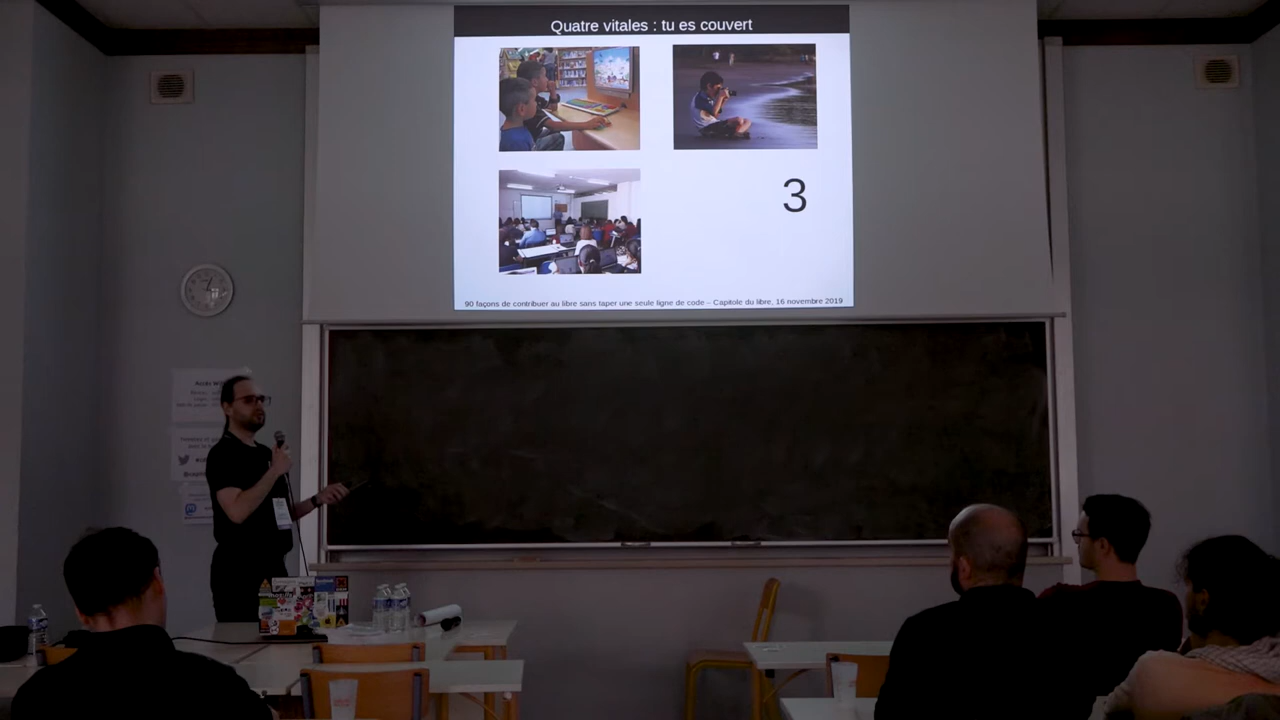 Quatre vitales : tu es couvert
3
90 façons de contribuer au libre sans taper une seule ligne de code – Capitole du libre, 16 novembre 2019